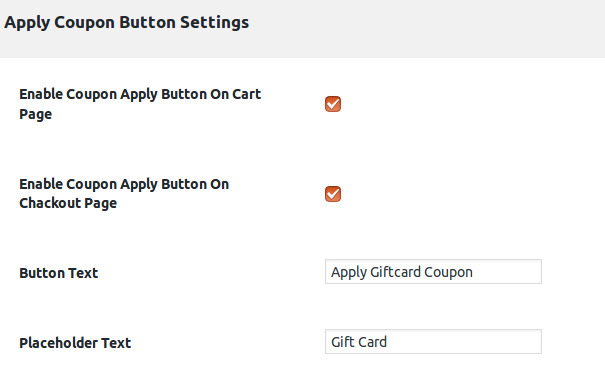 Apply Coupon Button Settings
Enable Coupon Apply Button On Cart
Page
Enable Coupon Apply Button On
Chackout Page
Button Text
Apply Giftcard Coupon
Placeholder Text
Gift Card